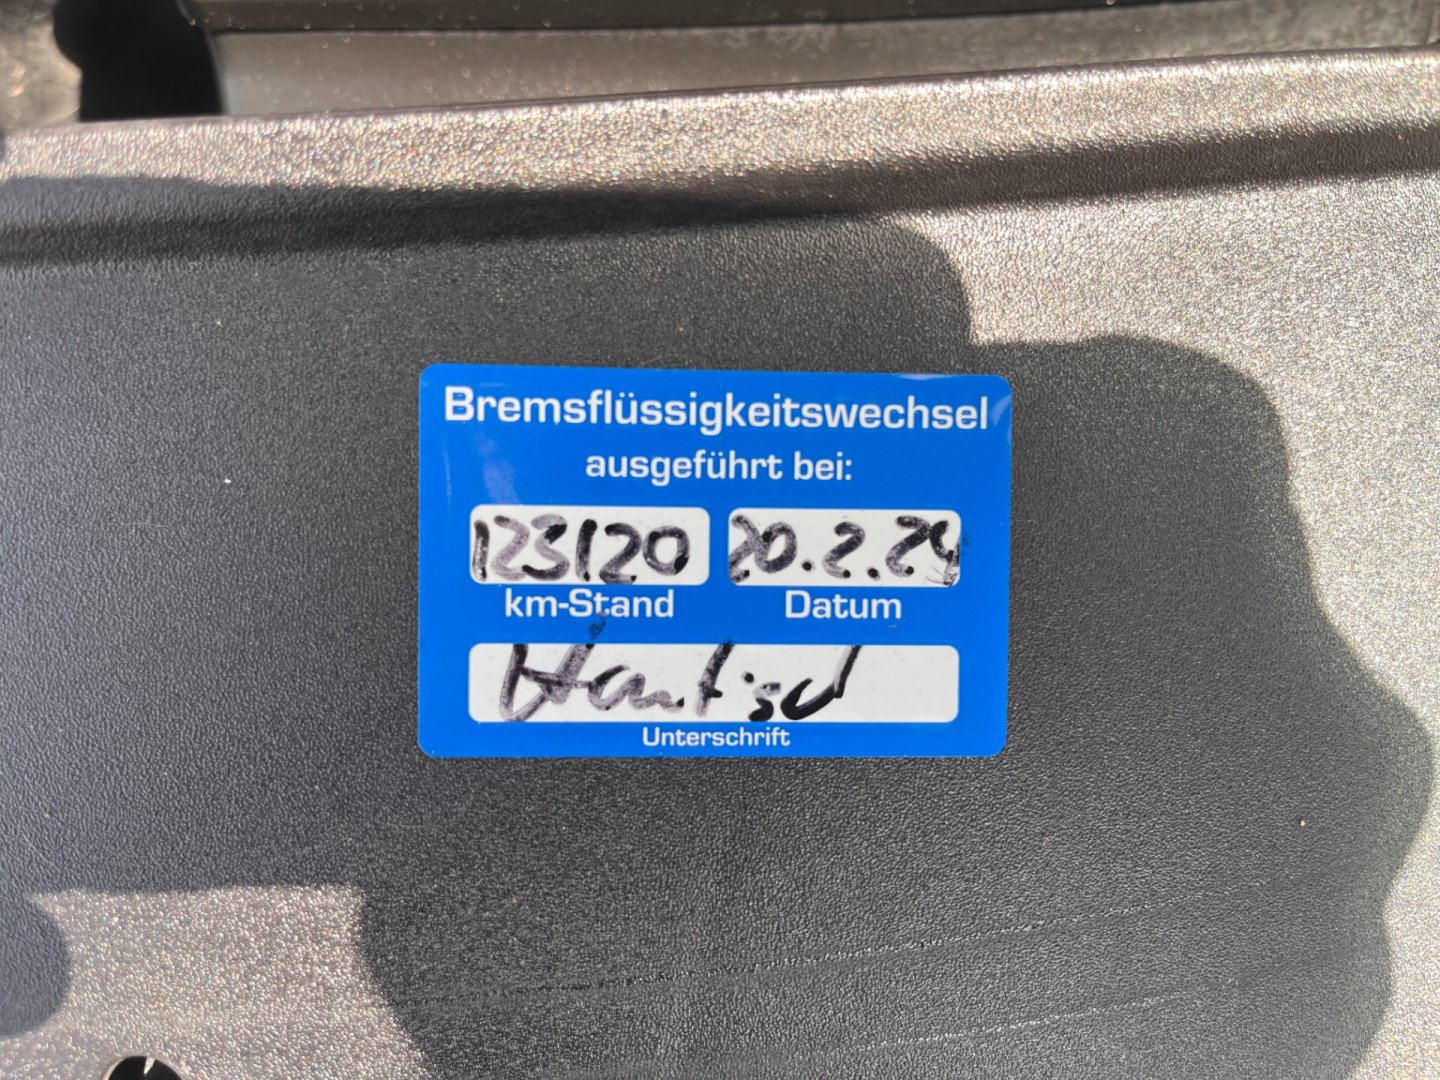 Bremsflüssigkeitswechsel
ausgeführt bei:
123120 20.2.24
km-Stand Datum
Unterschrift